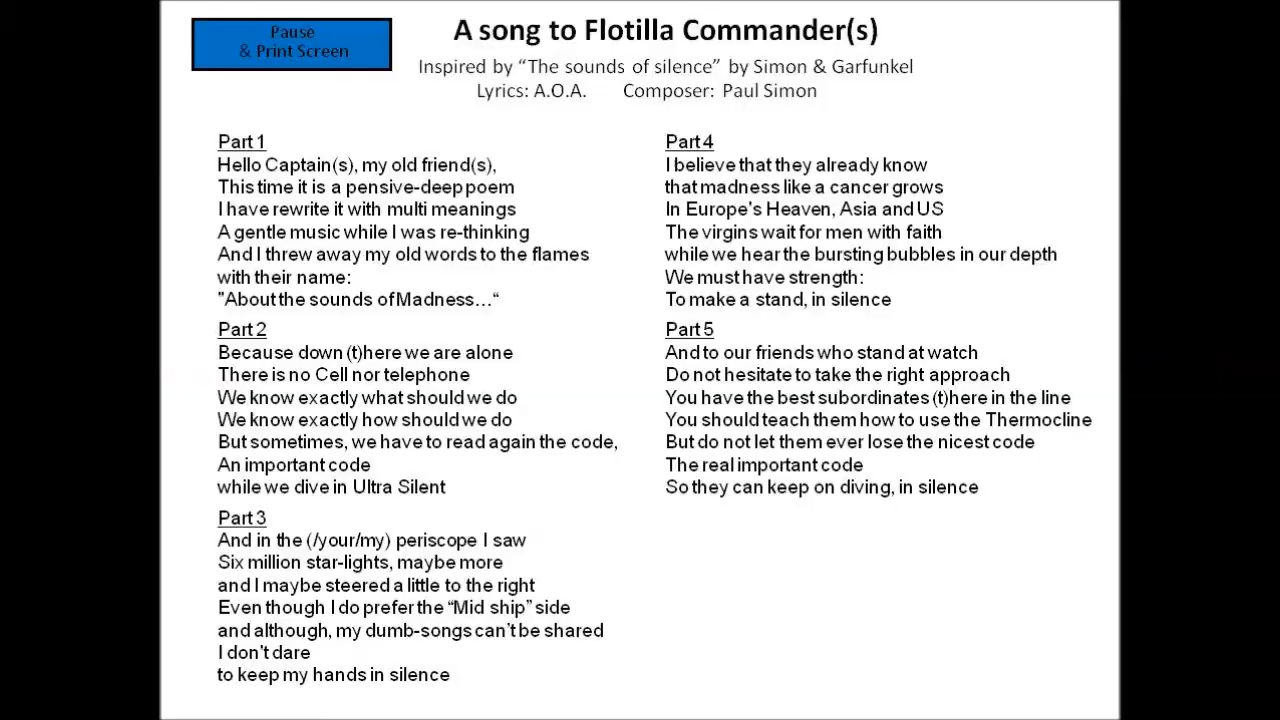 Pause
& Print Screen
A song to Flotilla Commander(s)
Inspired by “The sounds of silence” by Simon & Garfunkel
Lyrics: A.O.A. Composer: Paul Simon
Part 1
Hello Captain(s), my old friend(s),
This time it is a pensive-deep poem
I have rewrite it with multi meanings
A gentle music while I was re-thinking
And I threw away my old words to the flames
with their name:
"About the sounds of Madness…“
Part 2
Because down (t)here we are alone
There is no Cell nor telephone
We know exactly what should we do
We know exactly how should we do
But sometimes, we have to read again the code,
An important code
while we dive in Ultra Silent
Part 3
And in the (/your/my) periscope I saw
Six million star-lights, maybe more
and I maybe steered a little to the right
Even though I do prefer the “Mid ship” side
and although, my dumb-songs can’t be shared
I don't dare
to keep my hands in silence
Part 4
I believe that they already know
that madness like a cancer grows
In Europe's Heaven, Asia and US
The virgins wait for men with faith
while we hear the bursting bubbles in our depth
We must have strength:
To make a stand, in silence
Part 5
And to our friends who stand at watch
Do not hesitate to take the right approach
You have the best subordinates (t)here in the line
You should teach them how to use the Thermocline
But do not let them ever lose the nicest code
The real important code
So they can keep on diving, in silence